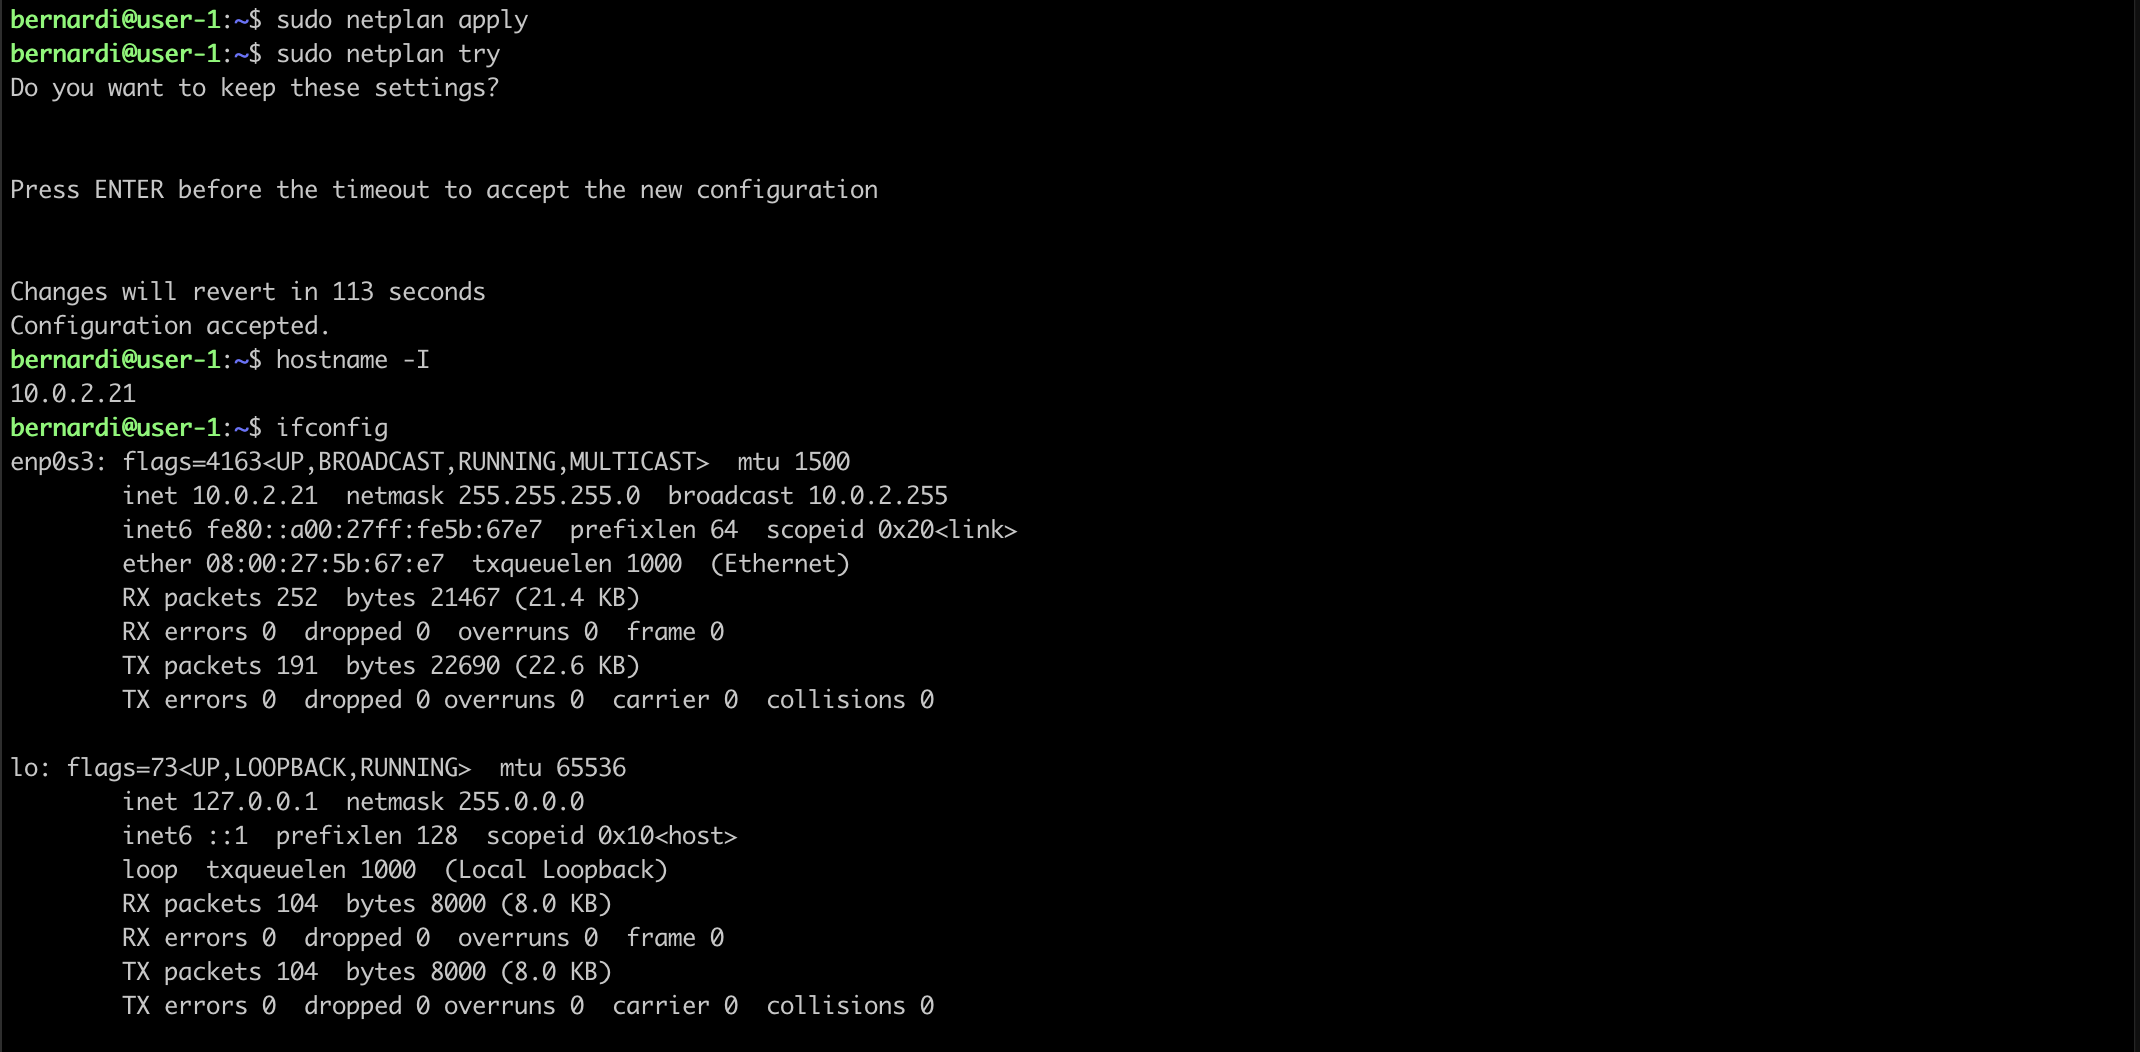 bernardi@user-1:~$ sudo netplan apply
bernardi@user-1:~$ sudo netplan try
Do you want to keep these settings?
Press ENTER before the timeout to accept the new configuration
Changes will revert in 113 seconds
Configuration accepted.
bernardi@user-1:~$ hostname -I
10.0.2.21
bernardi@user-1:~$ ifconfig
enp0s3: flags=4163<UP,BROADCAST,RUNNING,MULTICAST>  mtu 1500
        inet 10.0.2.21  netmask 255.255.255.0  broadcast 10.0.2.255
        inet6 fe80::a00:27ff:fe5b:67e7  prefixlen 64  scopeid 0x20<link>
        ether 08:00:27:5b:67:e7  txqueuelen 1000  (Ethernet)
        RX packets 252  bytes 21467 (21.4 KB)
        RX errors 0  dropped 0  overruns 0  frame 0
        TX packets 191  bytes 22690 (22.6 KB)
        TX errors 0  dropped 0 overruns 0  carrier 0  collisions 0
lo: flags=73<UP,LOOPBACK,RUNNING>  mtu 65536
        inet 127.0.0.1  netmask 255.0.0.0
        inet6 ::1  prefixlen 128  scopeid 0x10<host>
        loop  txqueuelen 1000  (Local Loopback)
        RX packets 104  bytes 8000 (8.0 KB)
        RX errors 0  dropped 0  overruns 0  frame 0
        TX packets 104  bytes 8000 (8.0 KB)
        TX errors 0  dropped 0 overruns 0  carrier 0  collisions 0